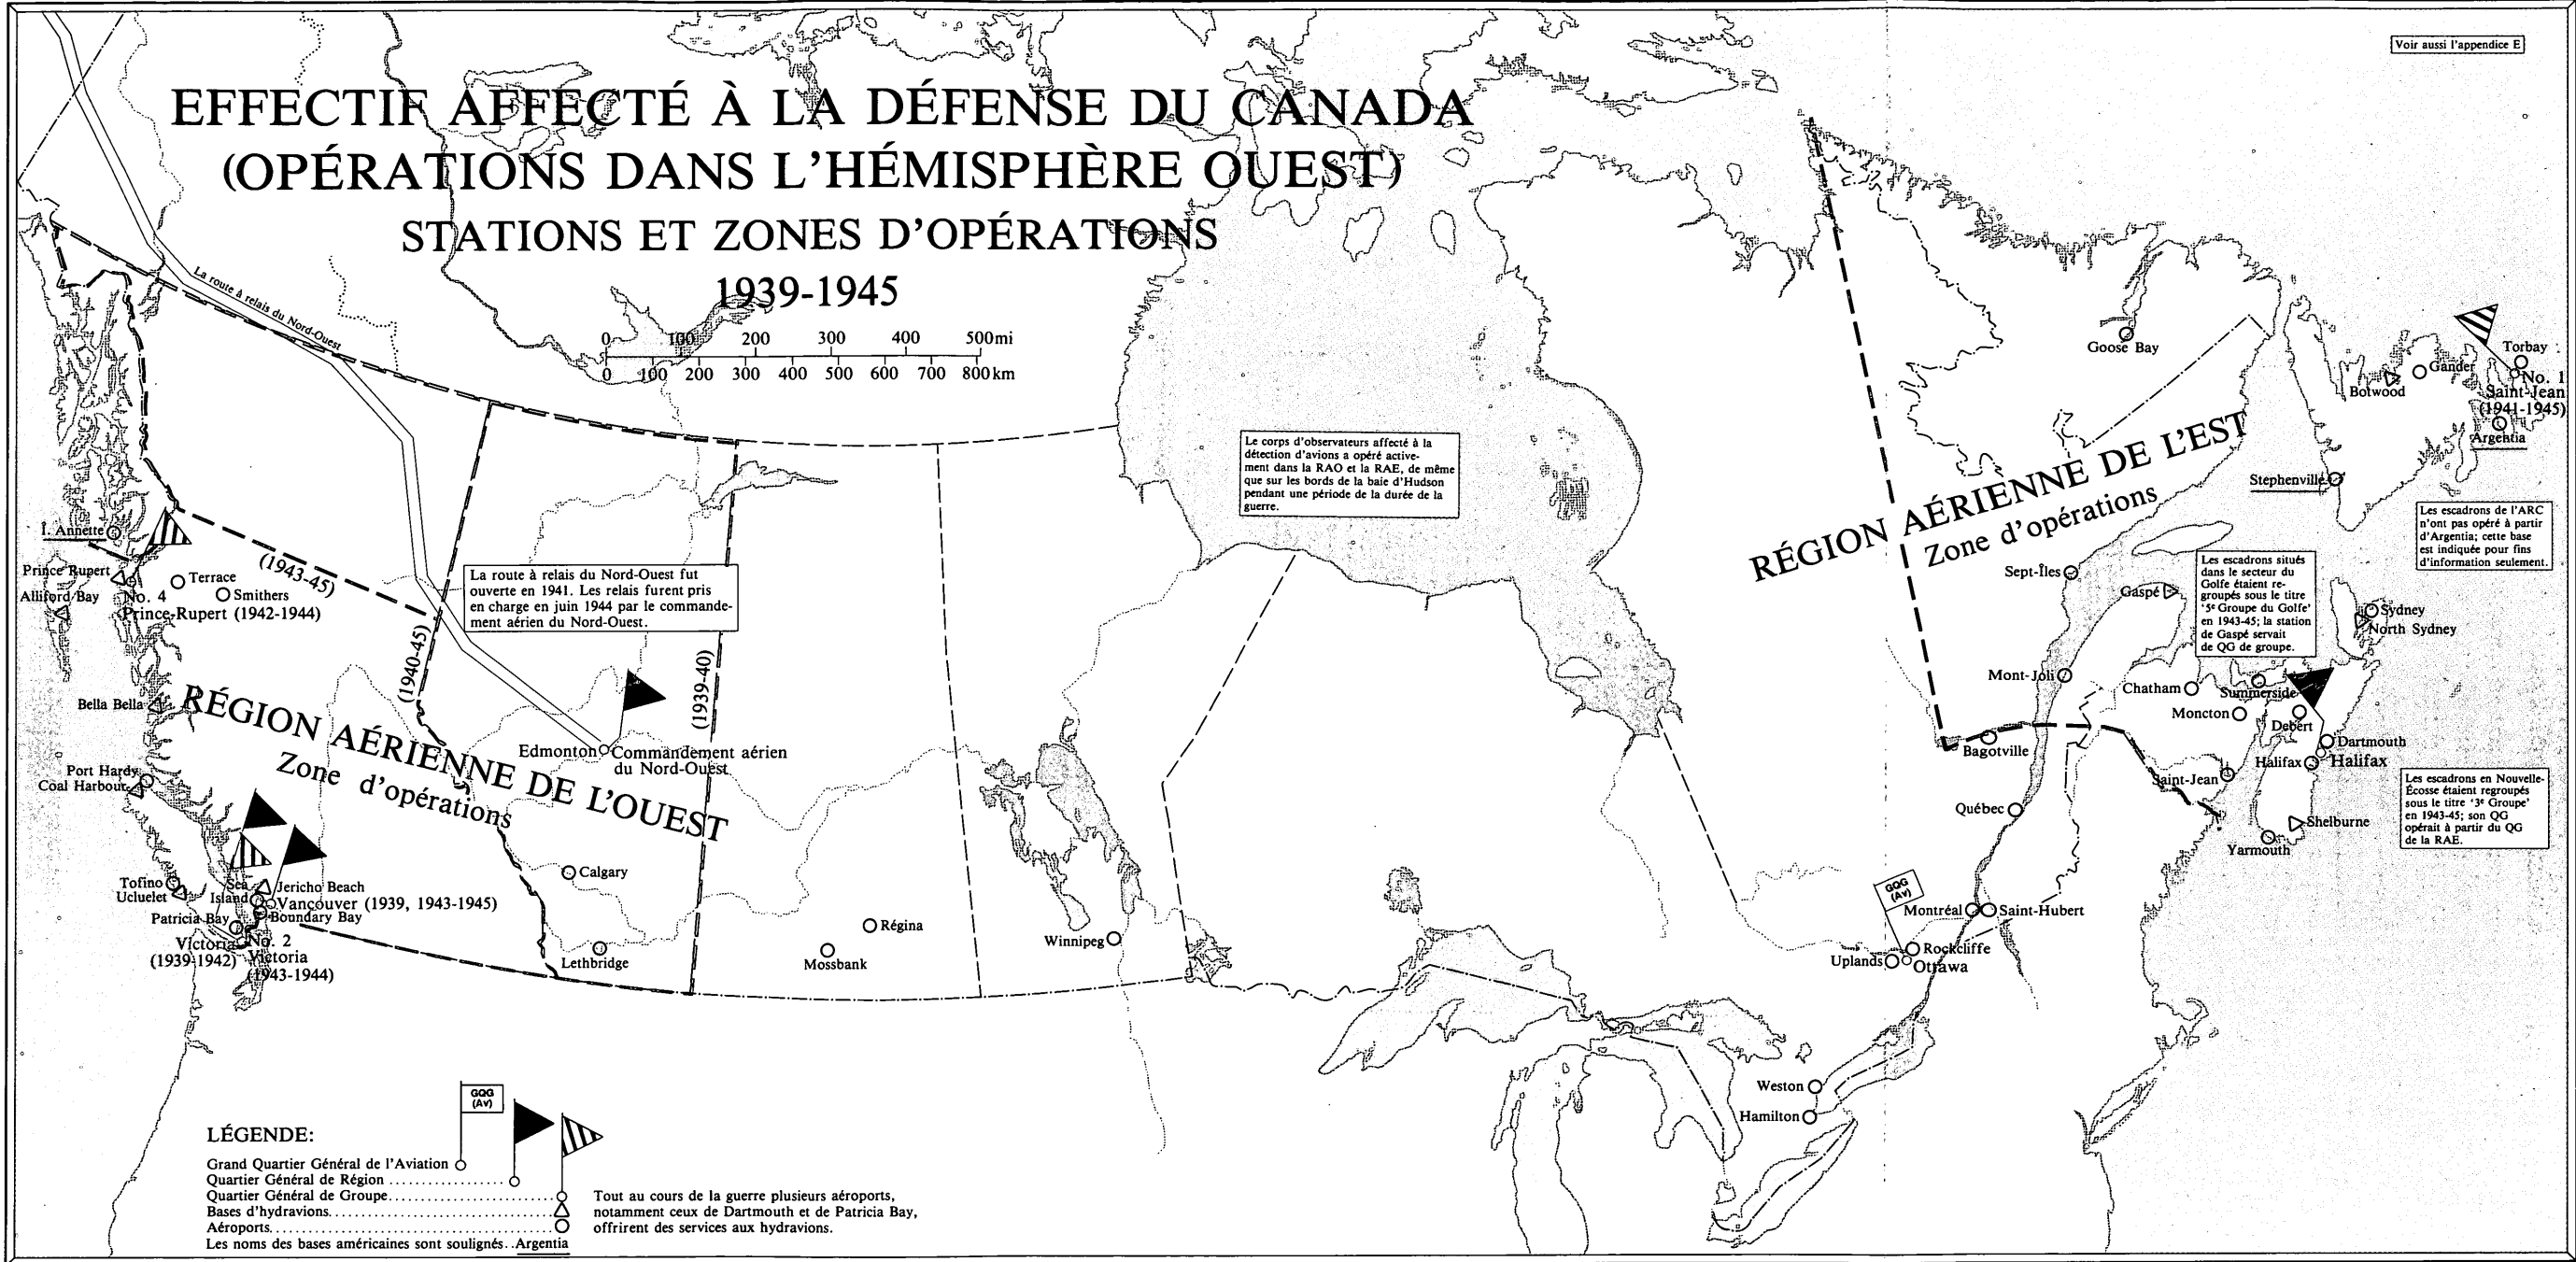 Voir aussi l'appendice E
EFFECTIF AFFECTÉ À LA DÉFENSE DU CANADA
(OPÉRATIONS DANS L'HÉMISPHÈRE OUEST)
STATIONS ET ZONES D'OPÉRATIONS
1939-1945
0 100 200 300 400 500mi
0 100 200 300 400 500 600 700 800km
La route à relais du Nord-Ouest
Le corps d'observateurs affecté à la
détection d'avions a opéré active-
ment dans la RAO et la RAE, de même
que sur les bords de la baie d'Hudson
pendant une période de la durée de la
guerre.
La route à relais du Nord-Ouest fut
ouverte en 1941. Les relais furent pris
en charge en juin 1944 par le commande-
ment aérien du Nord-Ouest.
Î. Annette
Prince Rupert
Alliford Bay
Terrace
Smithers
No. 4
Prince-Rupert (1942-1944)
(1943-45)
(1940-45)
(1939-40)
Bella Bella
RÉGION AÉRIENNE DE L'OUEST
Zone d'opérations
Edmonton
Commandement aérien
du Nord-Ouest
Port Hardy
Coal Harbour
Tofino
Ucluelet
Sea
Island
Jericho Beach
Vancouver (1939, 1943-1945)
Boundary Bay
Patricia Bay
Victoria
(1939-1942)
No. 2
Victoria
(1943-1944)
Calgary
Lethbridge
Régina
Mossbank
Winnipeg
RÉGION AÉRIENNE DE L'EST
Zone d'opérations
Goose Bay
Botwood
Gander
Torbay
No. 1
Saint-Jean
(1941-1945)
Argentia
Stephenville
Les escadrons de l'ARC
n'ont pas opéré à partir
d'Argentia; cette base
est indiquée pour fins
d'information seulement.
Les escadrons situés
dans le secteur du
Golfe étaient re-
groupés sous le titre
'5e Groupe du Golfe'
en 1943-45; la station
de Gaspé servait
de QG de groupe.
Sept-Îles
Gaspé
Sydney
North Sydney
Mont-Joli
Chatham
Summerside
Moncton
Debert
Dartmouth
Halifax
Halifax
Bagotville
Saint-Jean
Québec
Shelburne
Yarmouth
Les escadrons en Nouvelle-
Écosse étaient regroupés
sous le titre '3e Groupe'
en 1943-45; son QG
opérait à partir du QG
de la RAE.
GQG
(Av)
Montréal
Saint-Hubert
Rockcliffe
Uplands
Ottawa
Weston
Hamilton
GQG
(Av)
LÉGENDE:
Grand Quartier Général de l'Aviation
Quartier Général de Région
Quartier Général de Groupe
Bases d'hydravions
Aéroports
Les noms des bases américaines sont soulignés..Argentia
Tout au cours de la guerre plusieurs aéroports,
notamment ceux de Dartmouth et de Patricia Bay,
offrirent des services aux hydravions.